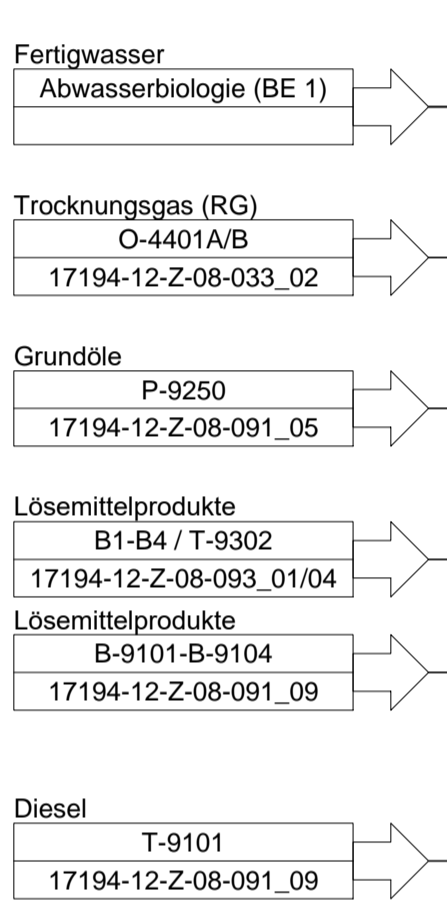 Fertigwasser
Abwasserbiologie (BE 1)
Trocknungsgas (RG)
O-4401A/B
17194-12-Z-08-033_02
Grundöle
P-9250
17194-12-Z-08-091_05
Lösemittelprodukte
B1-B4 / T-9302
17194-12-Z-08-093_01/04
Lösemittelprodukte
B-9101-B-9104
17194-12-Z-08-091_09
Diesel
T-9101
17194-12-Z-08-091_09